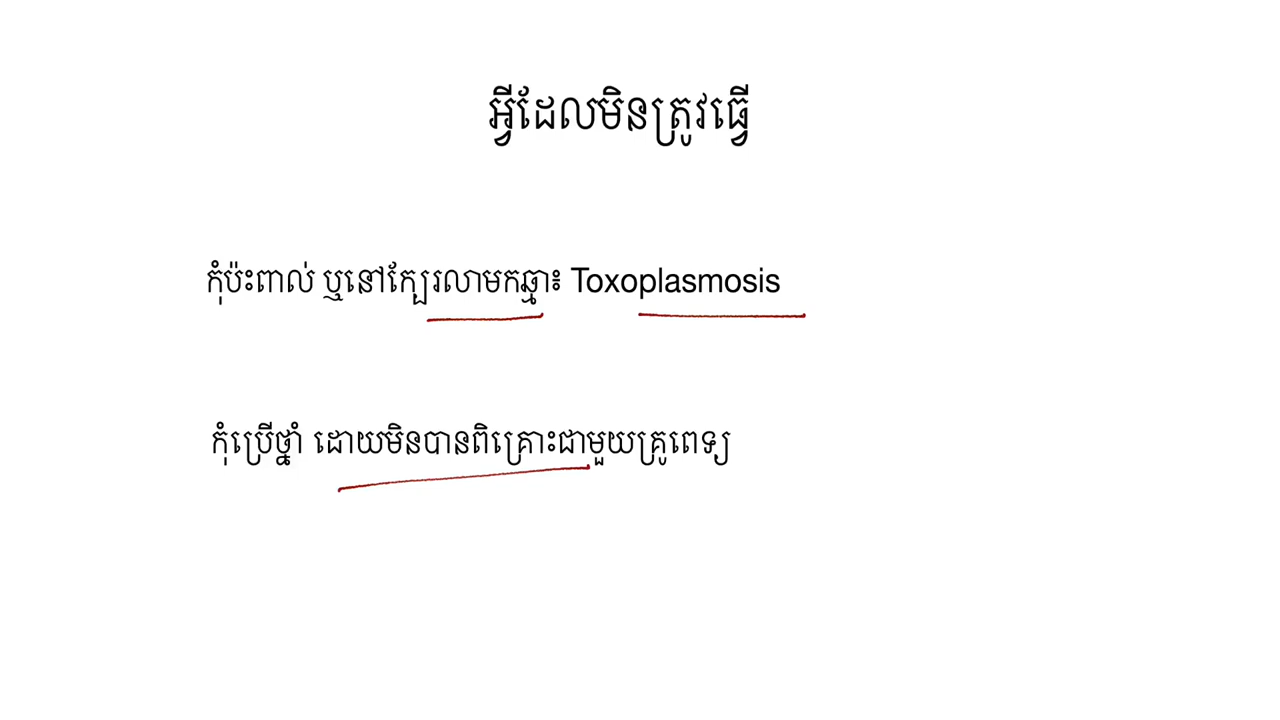 អ្វីដែលមិនត្រូវធ្វើ
កុំប៉ះពាល់ ឬនៅក្បែរលាមកឆ្មា៖ Toxoplasmosis
កុំប្រើថ្នាំ ដោយមិនបានពិគ្រោះជាមួយគ្រូពេទ្យ